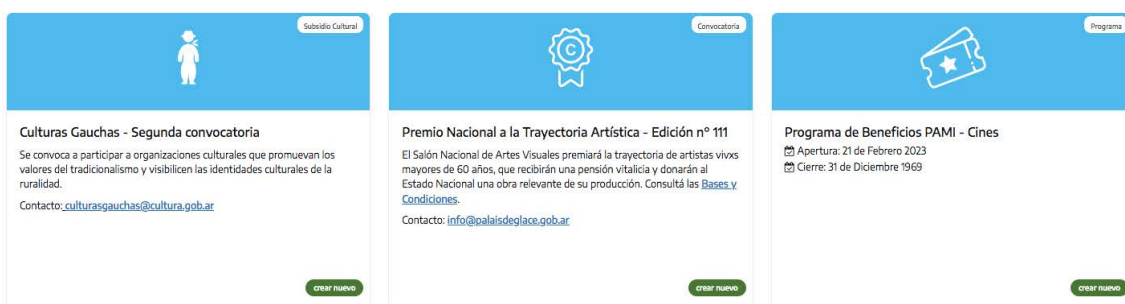 Subsidio Cultural
Culturas Gauchas - Segunda convocatoria
Se convoca a participar a organizaciones culturales que promuevan los
valores del tradicionalismo y visibilicen las identidades culturales de la
ruralidad.
Contacto: culturasgauchas@cultura.gob.ar
crear nuevo
Convocatoria
C
Premio Nacional a la Trayectoria Artística - Edición nº 111
El Salón Nacional de Artes Visuales premiará la trayectoria de artistas vivxs
mayores de 60 años, que recibirán una pensión vitalicia y donarán al
Estado Nacional una obra relevante de su producción. Consultá las Bases y
Condiciones.
Contacto: info@palaisdeglace.gob.ar
crear nuevo
Programa
Programa de Beneficios PAMI - Cines
Apertura: 21 de Febrero 2023
Cierre: 31 de Diciembre 1969
crear nuevo